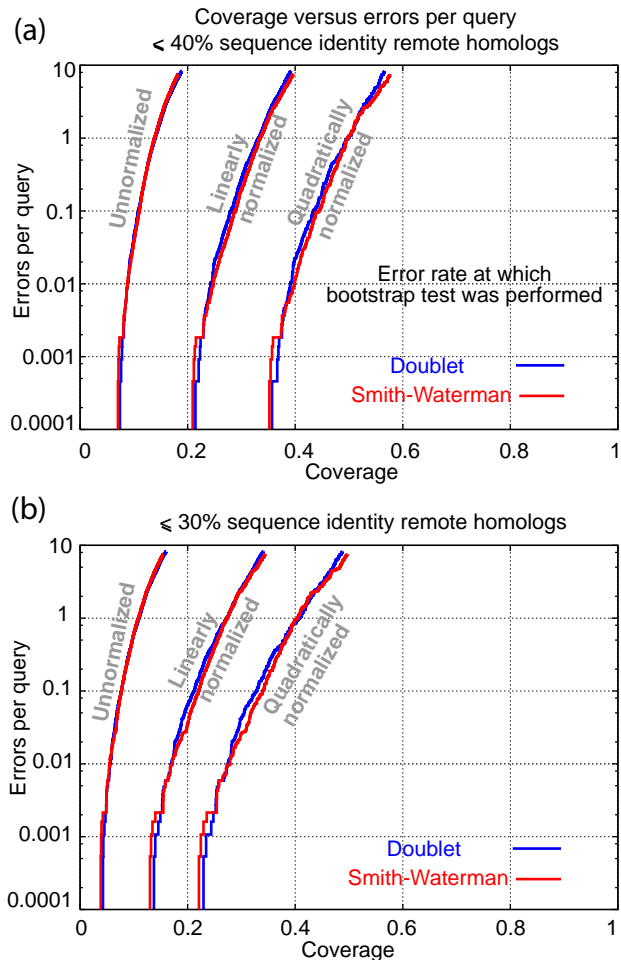 (a)
Coverage versus errors per query
⩽ 40% sequence identity remote homologs
10
1
0.1
0.01
0.001
0.0001
Errors per query
Unnormalized
Linearly
normalized
Quadratically
normalized
Error rate at which
bootstrap test was performed
Doublet
Smith-Waterman
0 0.2 0.4 0.6 0.8 1
Coverage
(b)
⩽ 30% sequence identity remote homologs
10
1
0.1
0.01
0.001
0.0001
Errors per query
Unnormalized
Linearly
normalized
Quadratically
normalized
Doublet
Smith-Waterman
0 0.2 0.4 0.6 0.8 1
Coverage